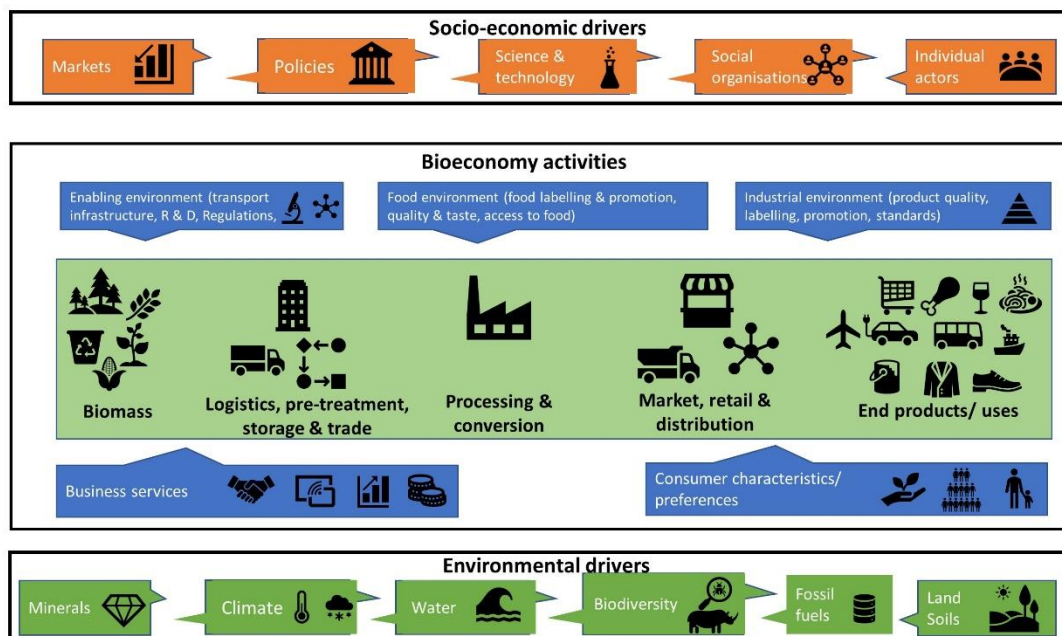 Socio-economic drivers
Markets
Policies
Science &
technology
Social
organisations
Individual
actors
Bioeconomy activities
Enabling environment (transport
infrastructure, R & D, Regulations,
Food environment (food labelling & promotion,
quality & taste, access to food)
Industrial environment (product quality,
labelling, promotion, standards)
Biomass
Logistics, pre-treatment,
storage & trade
Processing &
conversion
Market, retail &
distribution
End products/ uses
Business services
Consumer characteristics/
preferences
Environmental drivers
Minerals
Climate
Water
Biodiversity
Fossil
fuels
Land
Soils